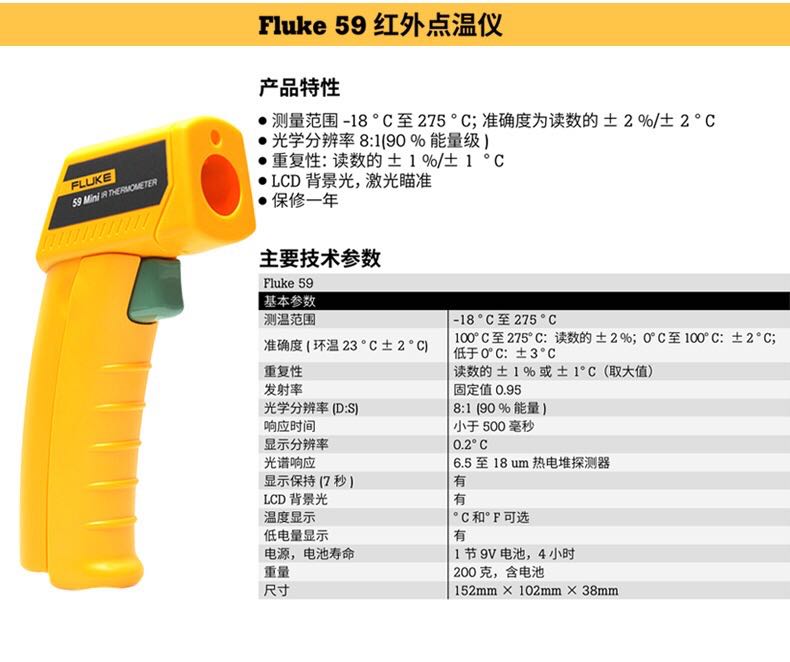 Fluke 59 红外点温仪
产品特性
● 测量范围 -18 ° C 至 275 ° C; 准确度为读数的 ± 2 %/± 2 ° C
● 光学分辨率 8:1(90 % 能量级 )
● 重复性: 读数的 ± 1 %/± 1 ° C
● LCD 背景光, 激光瞄准
● 保修一年
FLUKE
59 Mini IR THERMOMETER
主要技术参数
Fluke 59
基本参数
测温范围 -18 ° C 至 275 ° C
准确度 ( 环温 23 ° C ± 2 ° C) 100° C 至 275° C: 读数的 ± 2 %; 0° C 至 100° C: ± 2 ° C;
低于 0° C: ± 3 ° C
重复性 读数的 ± 1 % 或 ± 1° C（取大值）
发射率 固定值 0.95
光学分辨率 (D:S) 8:1 (90 % 能量 )
响应时间 小于 500 毫秒
显示分辨率 0.2° C
光谱响应 6.5 至 18 um 热电堆探测器
显示保持 (7 秒 ) 有
LCD 背景光 有
温度显示 ° C 和° F 可选
低电量显示 有
电源，电池寿命 1 节 9V 电池，4 小时
重量 200 克，含电池
尺寸 152mm × 102mm × 38mm